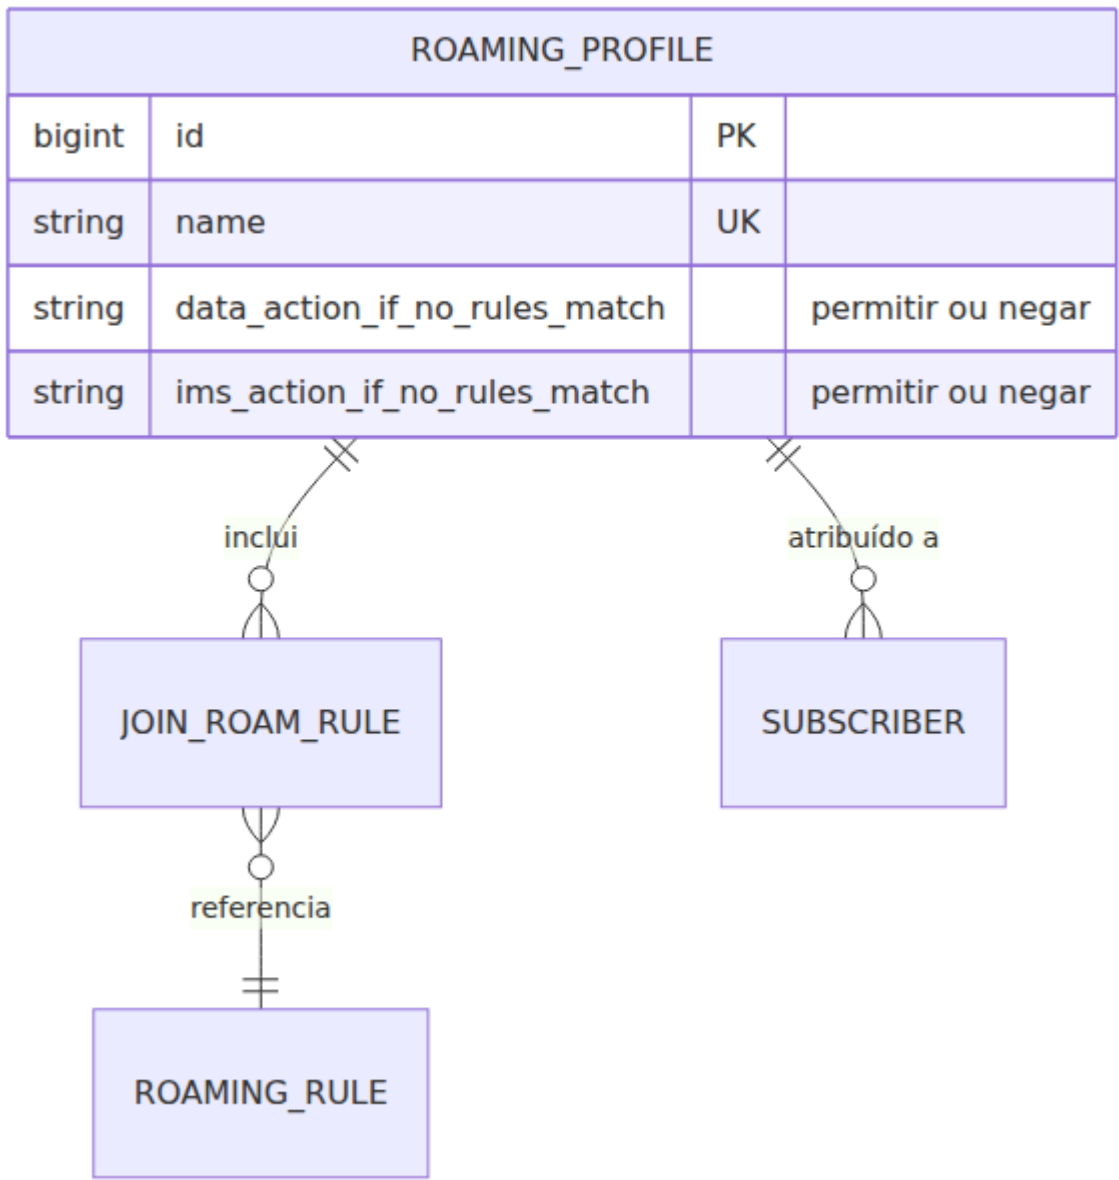 ROAMING_PROFILE
bigint id PK
string name UK
string data_action_if_no_rules_match permitir ou negar
string ims_action_if_no_rules_match permitir ou negar
inclui atribuído a
JOIN_ROAM_RULE SUBSCRIBER
referencia
ROAMING_RULE